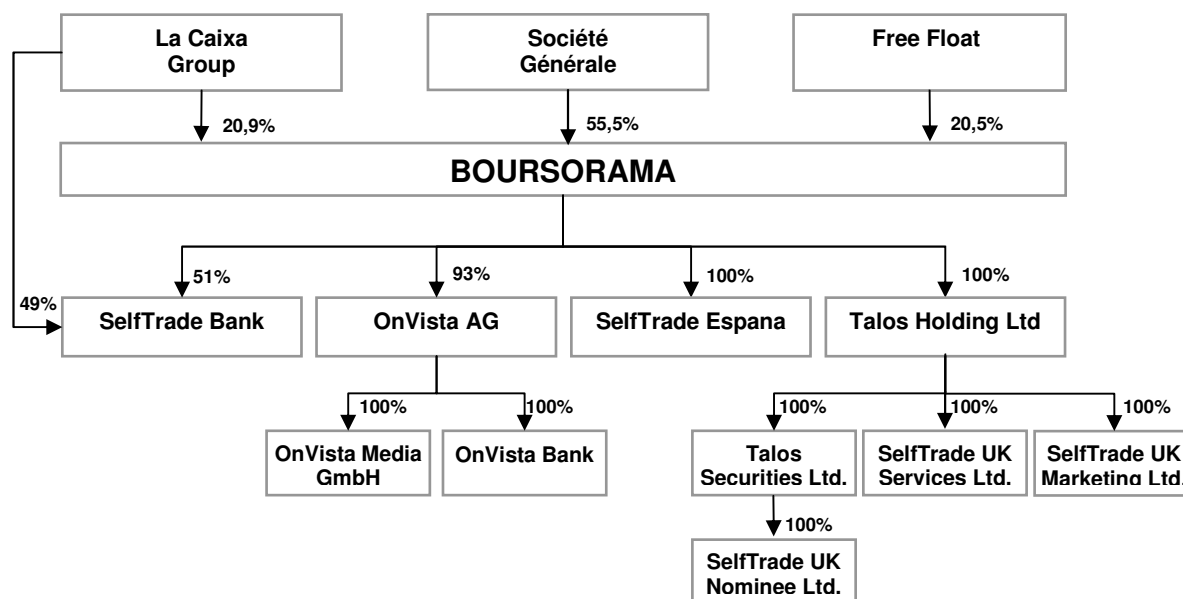 La Caixa
Group
Société
Générale
Free Float
20,9%
55,5%
20,5%
BOURSORAMA
51%
93%
100%
100%
49%
SelfTrade Bank
OnVista AG
SelfTrade Espana
Talos Holding Ltd
100%
100%
100%
100%
100%
OnVista Media
GmbH
OnVista Bank
Talos
Securities Ltd.
SelfTrade UK
Services Ltd.
SelfTrade UK
Marketing Ltd.
100%
SelfTrade UK
Nominee Ltd.